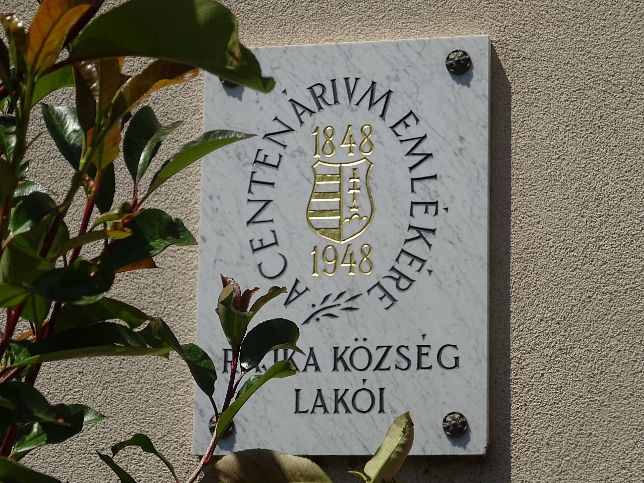 A CENTENÁRIVM EMLÉKÉRE
1848
1948
KÖZSÉG
LAKÓI